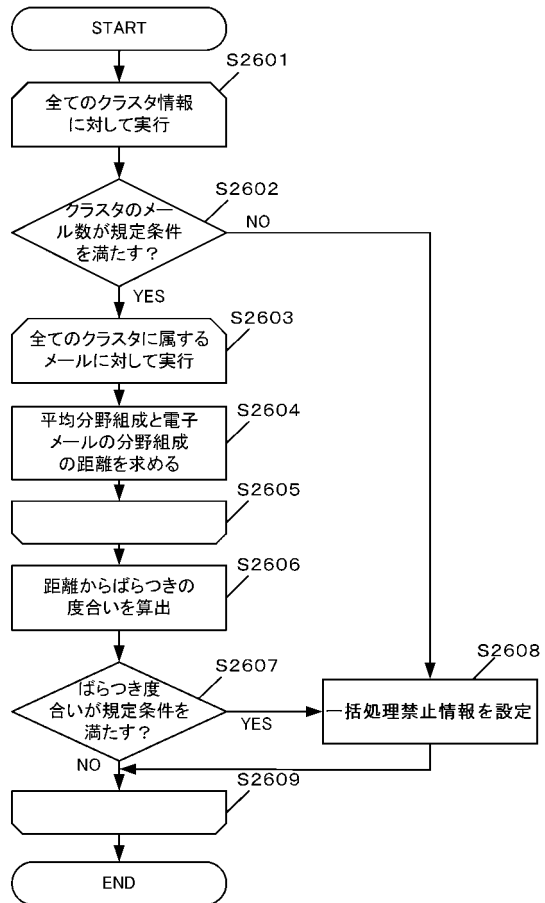 START
S2601
全てのクラスタ情報
に対して実行
S2602
クラスタのメー
ル数が規定条件
を満たす？
NO
YES
S2603
全てのクラスタに属する
メールに対して実行
S2604
平均分野組成と電子
メールの分野組成
の距離を求める
S2605
S2606
距離からばらつきの
度合いを算出
S2607
ばらつき度
合いが規定条件を
満たす？
YES
NO
S2608
一括処理禁止情報を設定
S2609
END